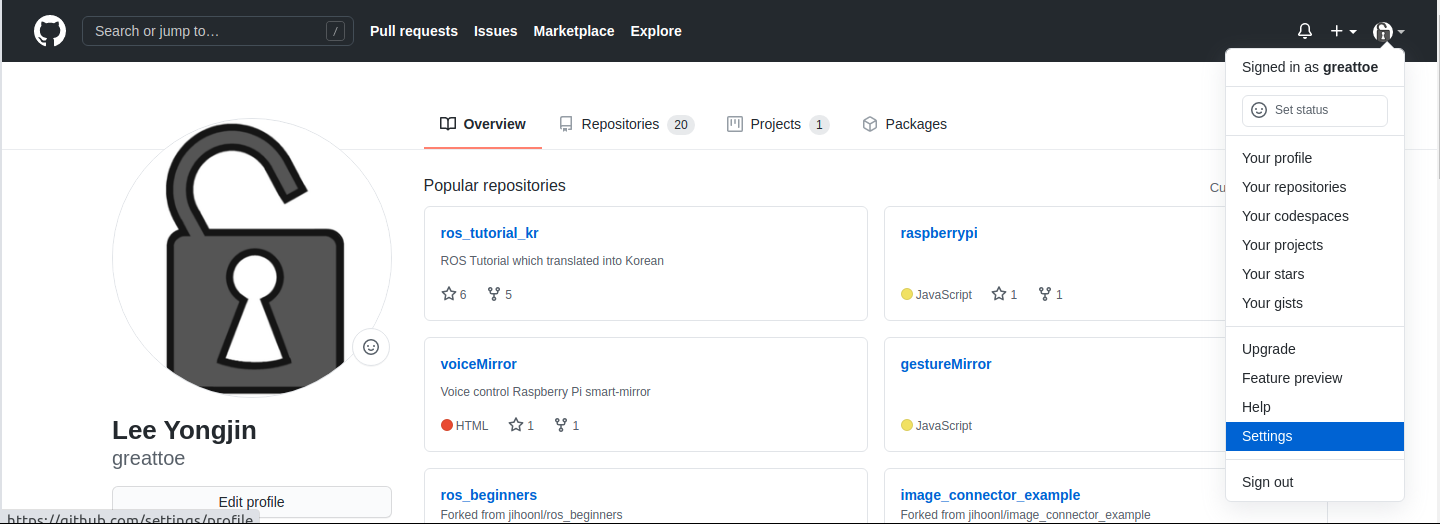 Search or jump to… /
Pull requests Issues Marketplace Explore
Signed in as greattoe
Set status
Your profile
Your repositories
Your codespaces
Your projects
Your stars
Your gists
Upgrade
Feature preview
Help
Settings
Sign out
Overview Repositories 20 Projects 1 Packages
Popular repositories
Cu
ros_tutorial_kr
ROS Tutorial which translated into Korean
6 5
raspberrypi
JavaScript 1 1
voiceMirror
Voice control Raspberry Pi smart-mirror
HTML 1 1
gestureMirror
JavaScript
ros_beginners
Forked from jihoonl/ros_beginners
image_connector_example
Forked from jihoonl/image_connector_example
Lee Yongjin
greattoe
Edit profile
https://github.com/settings/profile